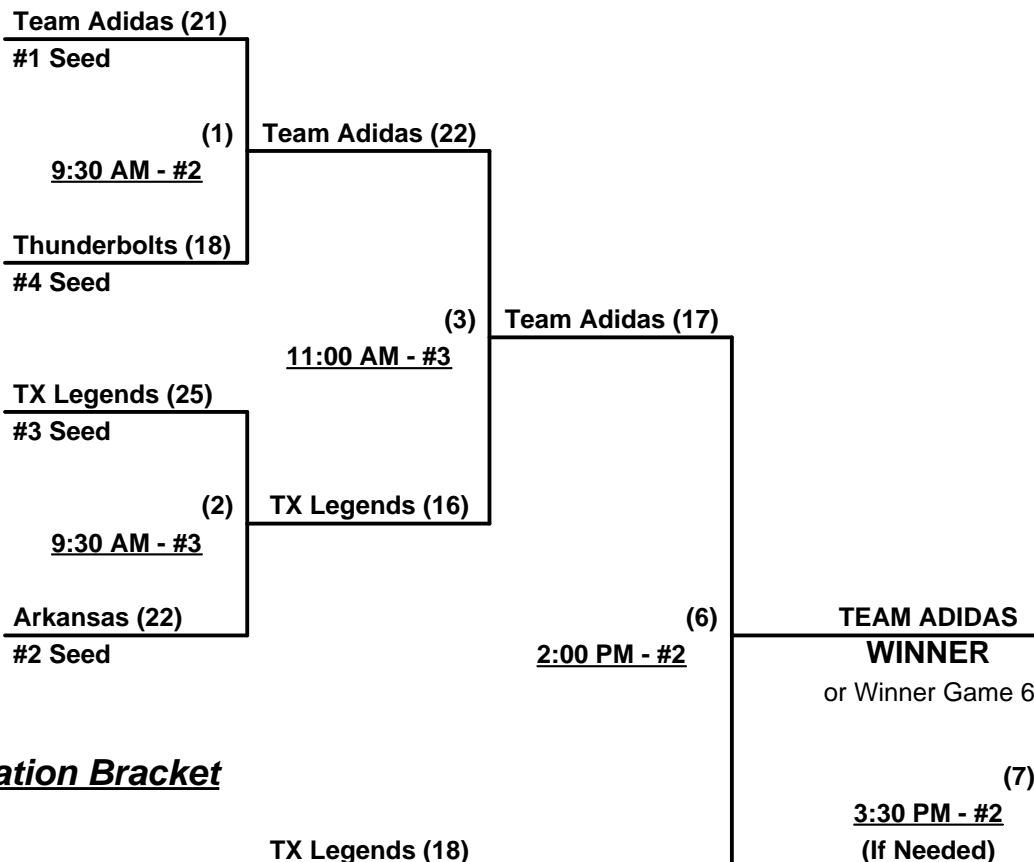 Team Adidas (21)
#1 Seed
(1)
Team Adidas (22)
9:30 AM - #2
Thunderbolts (18)
#4 Seed
(3)
Team Adidas (17)
11:00 AM - #3
TX Legends (25)
#3 Seed
(2)
TX Legends (16)
9:30 AM - #3
Arkansas (22)
#2 Seed
(6)
2:00 PM - #2
TEAM ADIDAS
WINNER
or Winner Game 6
ation Bracket
(7)
3:30 PM - #2
(If Needed)
TX Legends (18)